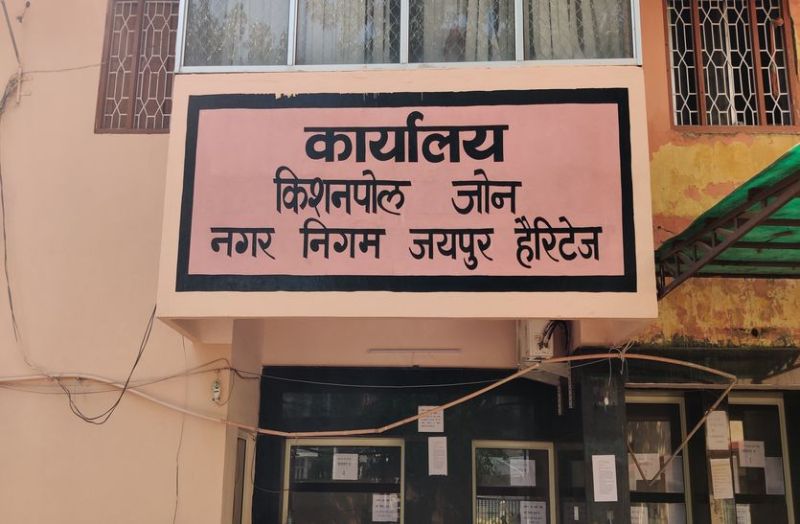 कार्यालय
किशनपोल जोन
नगर निगम जयपुर हैरिटेज